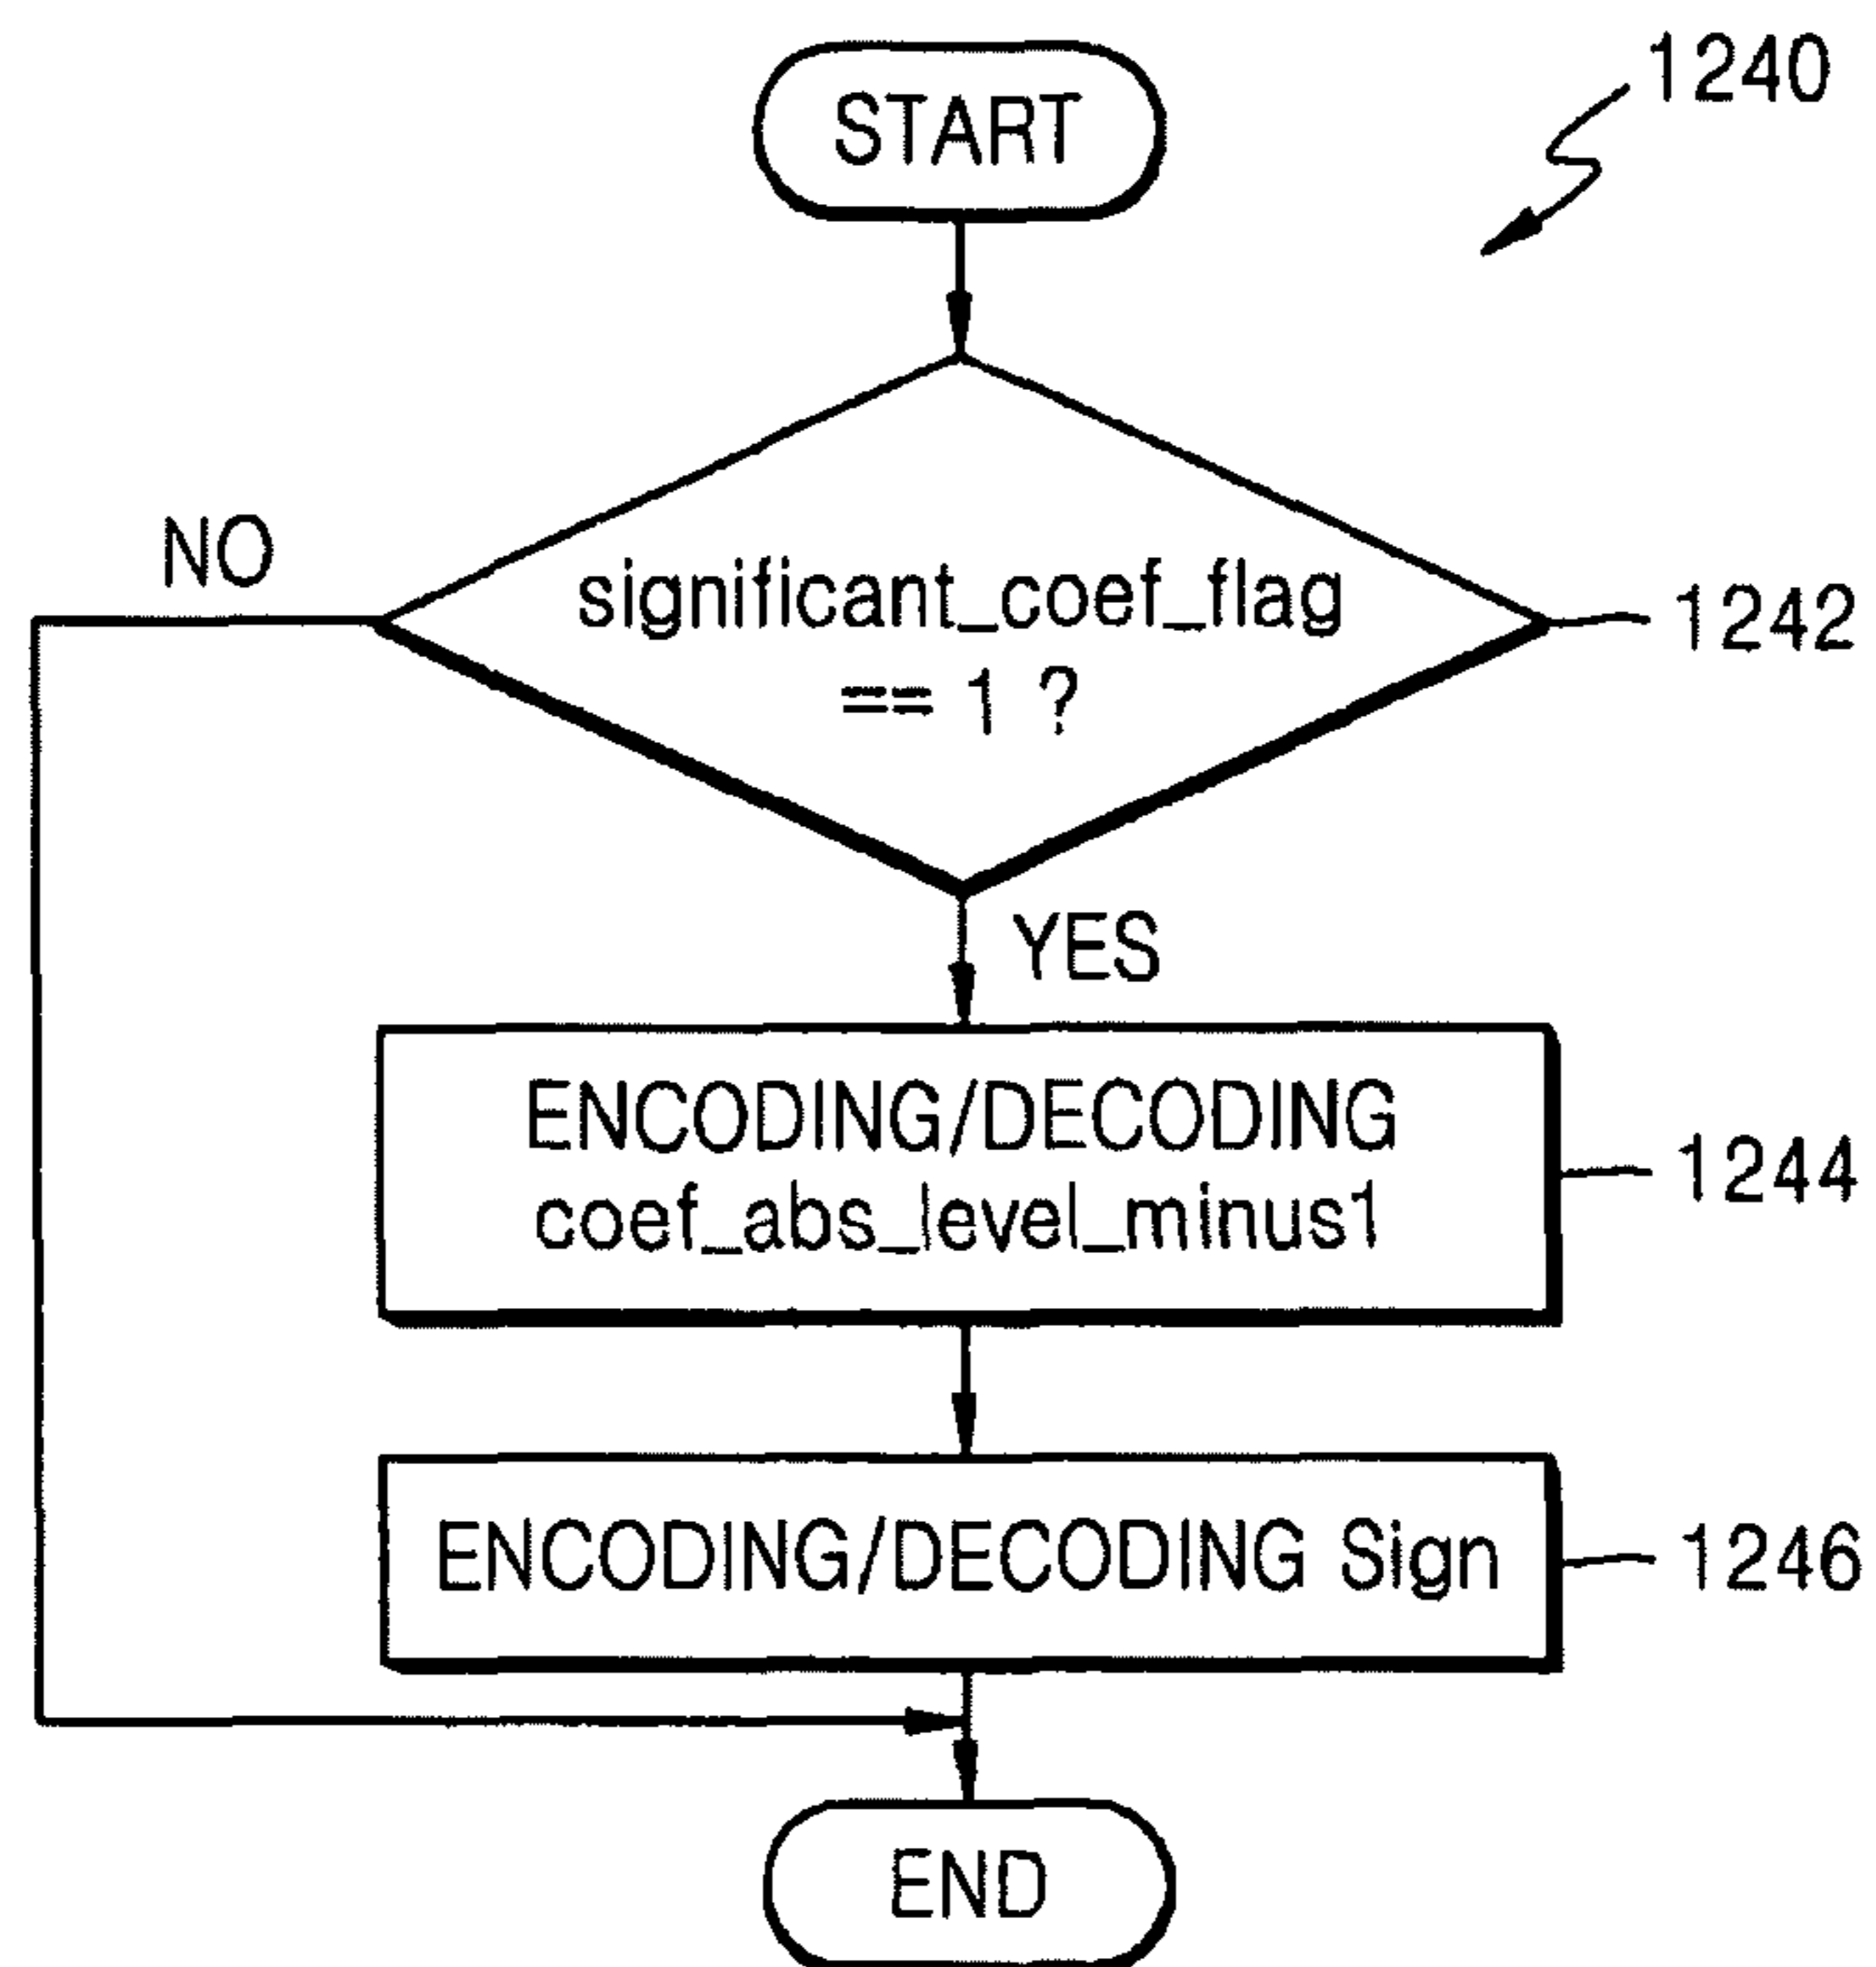 1240
START
NO
significant_coef_flag
== 1 ?
1242
YES
ENCODING/DECODING
coef_abs_level_minus1
1244
ENCODING/DECODING Sign
1246
END